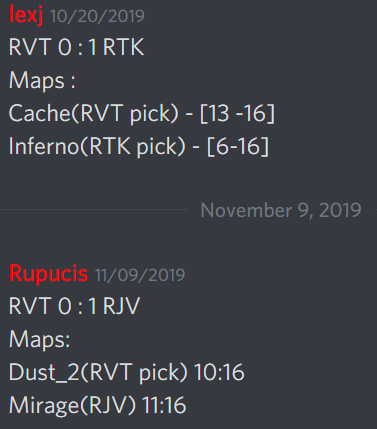 lexj 10/20/2019
RVT 0 : 1 RTK
Maps :
Cache(RVT pick) - [13 -16]
Inferno(RTK pick) - [6-16]
November 9, 2019
Rupucis 11/09/2019
RVT 0 : 1 RJV
Maps:
Dust_2(RVT pick) 10:16
Mirage(RJV) 11:16